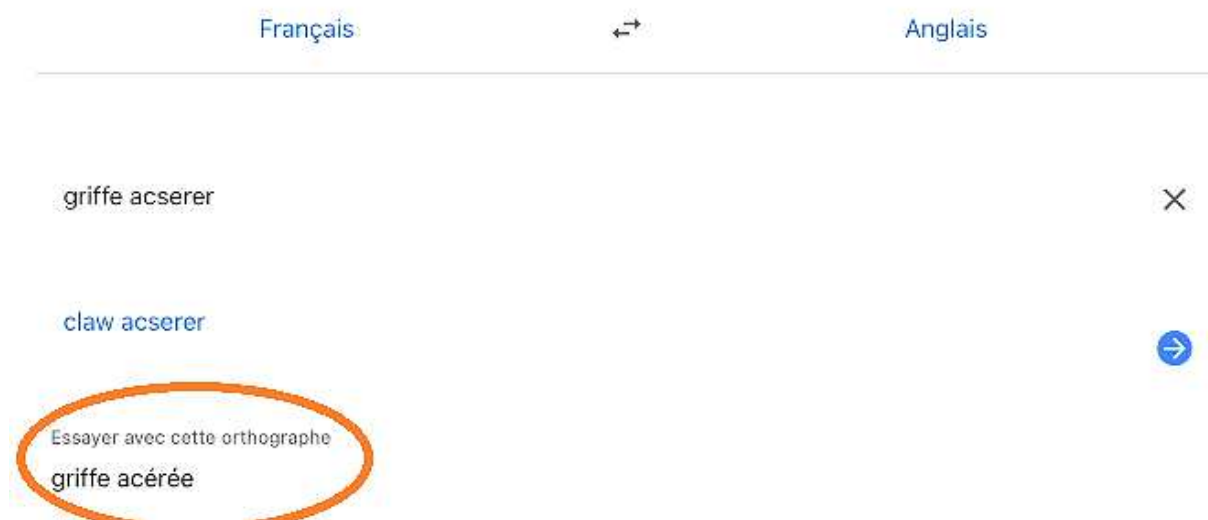 Français Anglais
griffe acserer
claw acserer
Essayer avec cette orthographe
griffe acérée